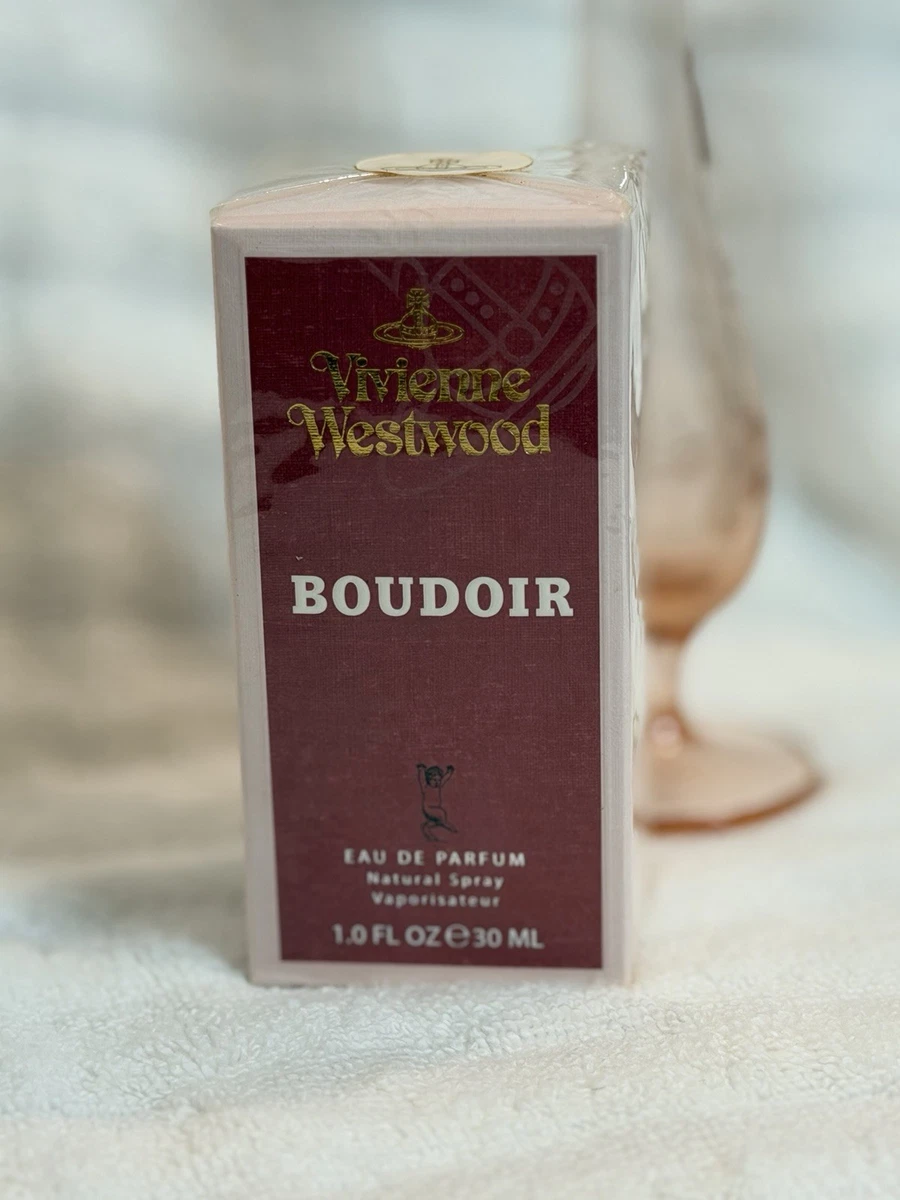 Vivienne
Westwood
BOUDOIR
EAU DE PARFUM
Natural Spray
Vaporisateur
1.0 FL OZ ℮ 30 ML